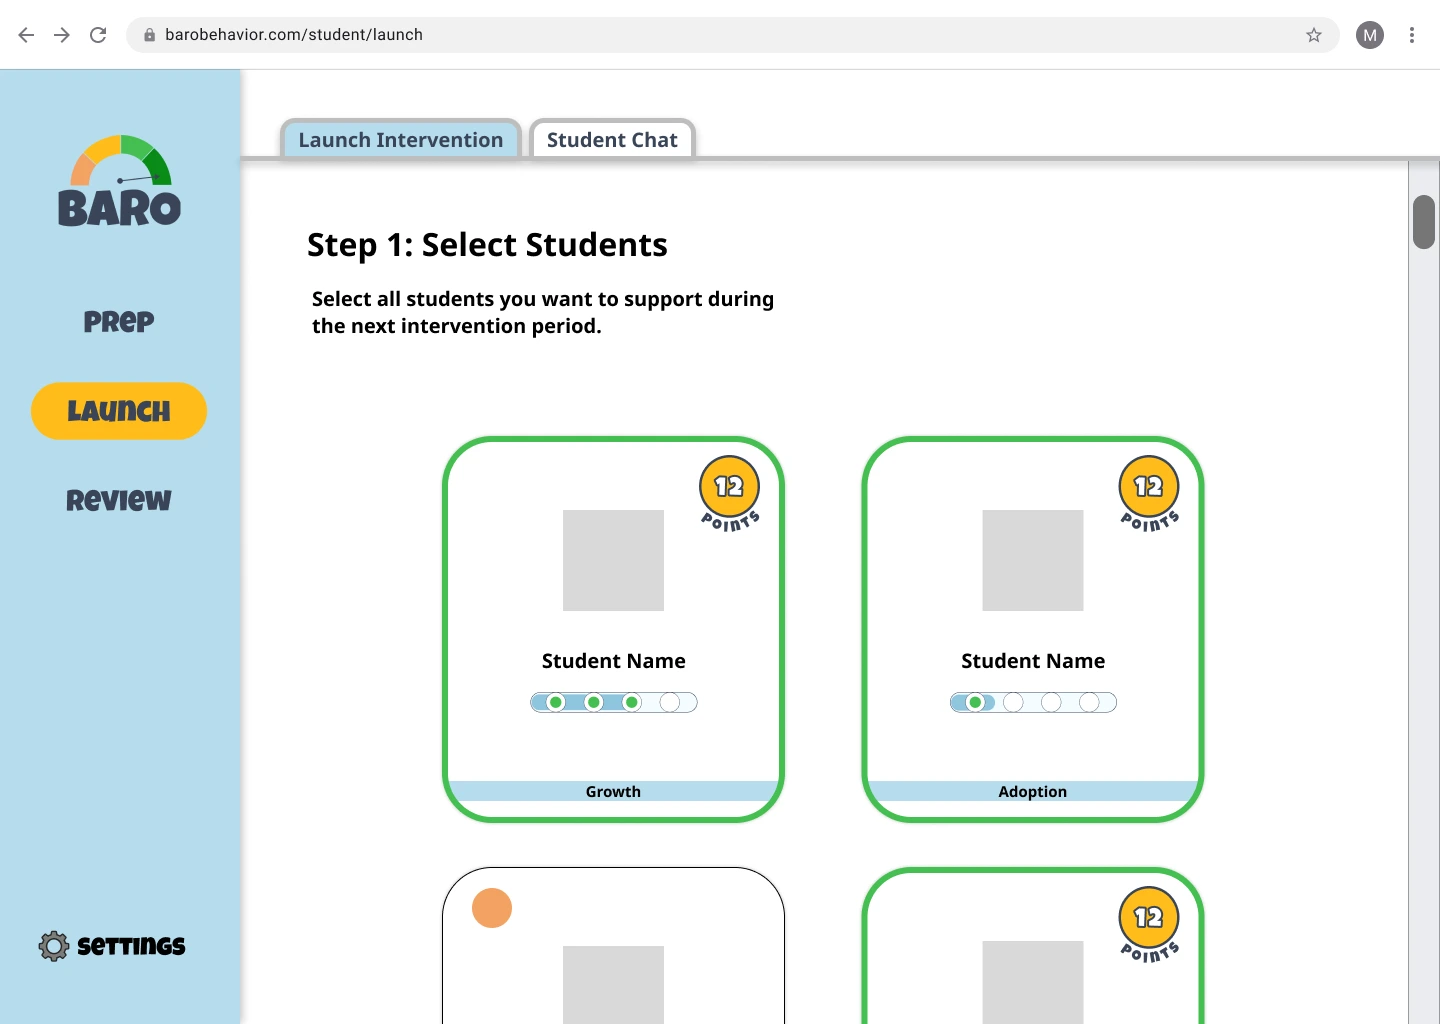 barobehavior.com/student/launch
M
Launch Intervention
Student Chat
BARO
PREP
LAUNCH
REVIEW
SETTINGS
Step 1: Select Students
Select all students you want to support during
the next intervention period.
12
POINTS
Student Name
Growth
12
POINTS
Student Name
Adoption
12
POINTS